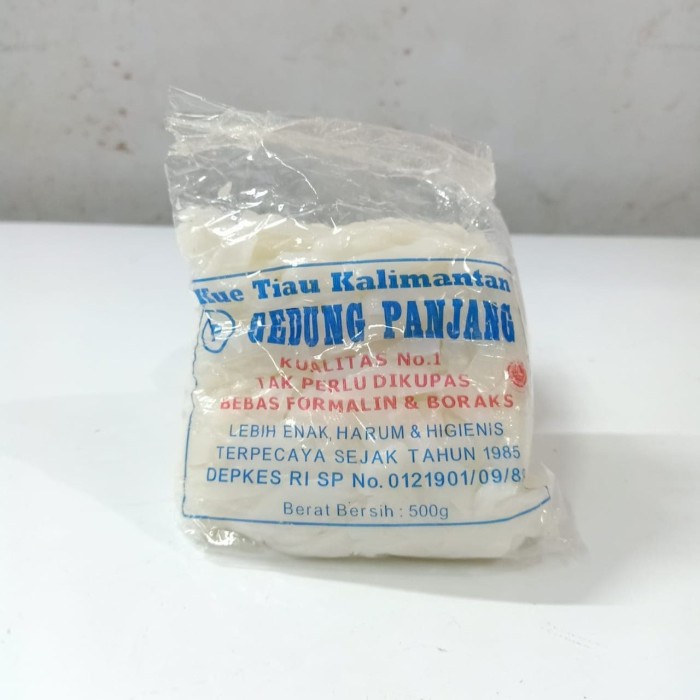 Kue Tiau Kalimantan
GEDUNG PANJANG
KUALITAS No.1
TAK PERLU DIKUPAS
BEBAS FORMALIN & BORAKS
LEBIH ENAK, HARUM & HIGIENIS
TERPECAYA SEJAK TAHUN 1985
DEPKES RI SP No. 0121901/09/8
Berat Bersih : 500g